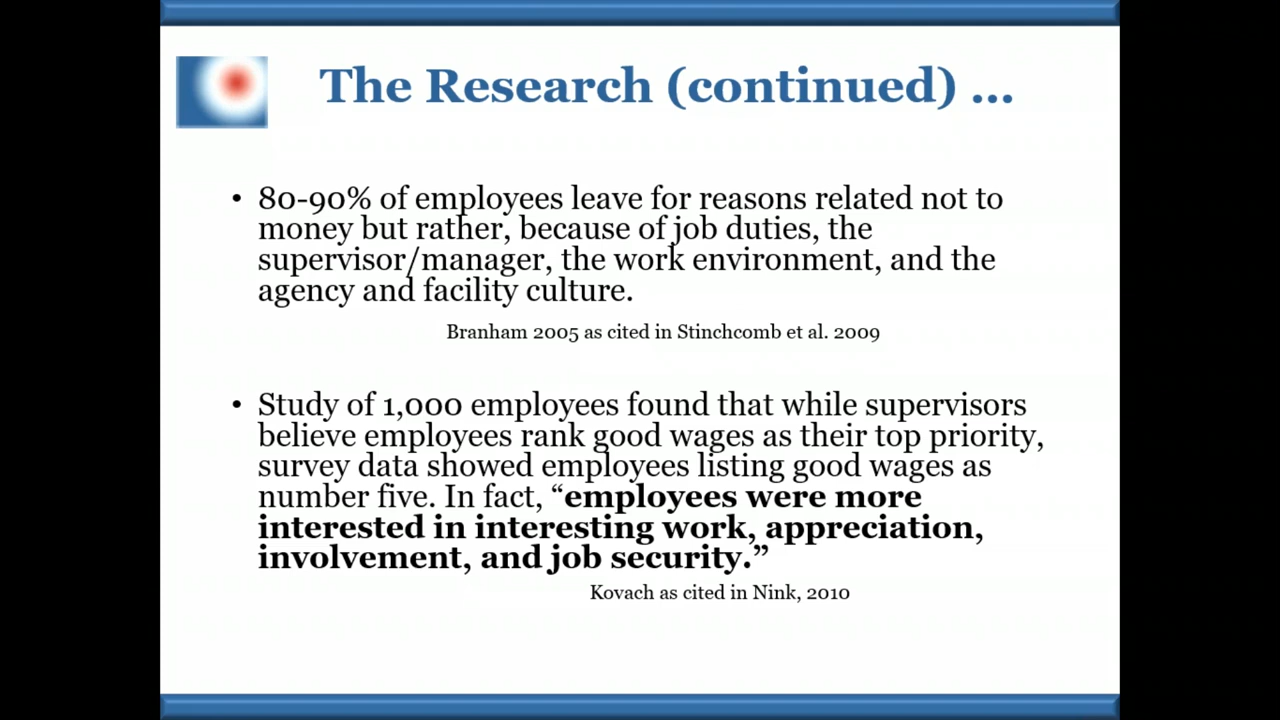 The Research (continued) ...
• 80-90% of employees leave for reasons related not to
money but rather, because of job duties, the
supervisor/manager, the work environment, and the
agency and facility culture.
Branham 2005 as cited in Stinchcomb et al. 2009
• Study of 1,000 employees found that while supervisors
believe employees rank good wages as their top priority,
survey data showed employees listing good wages as
number five. In fact, “employees were more
interested in interesting work, appreciation,
involvement, and job security.”
Kovach as cited in Nink, 2010